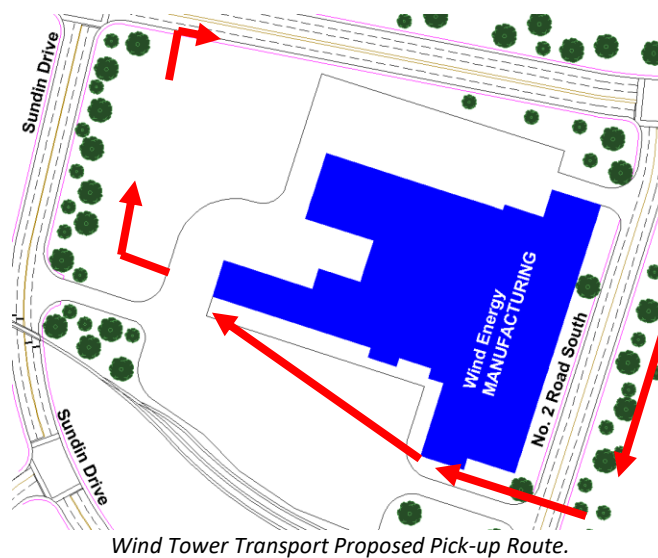 Sundin Drive
Wind Energy
MANUFACTURING
No. 2 Road South
Sundin Drive
Wind Tower Transport Proposed Pick-up Route.